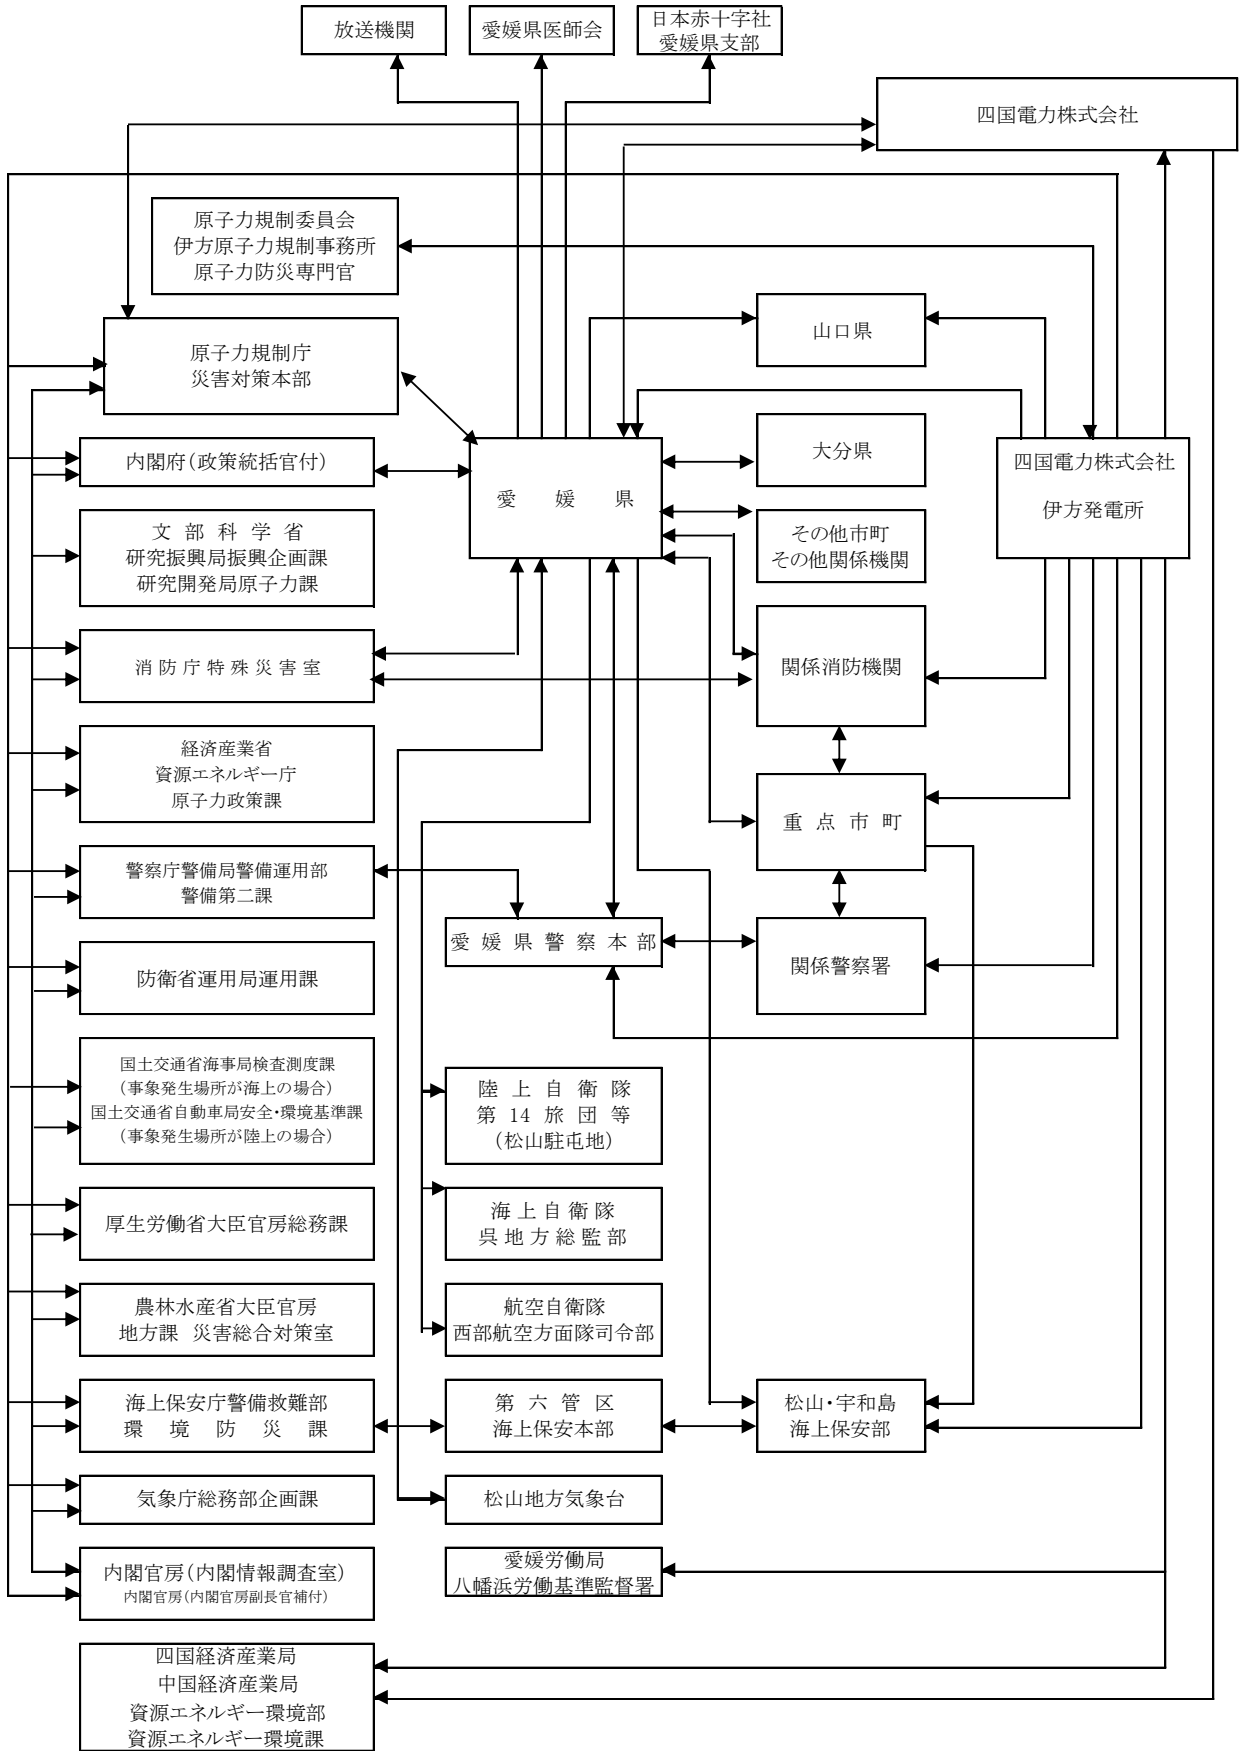 放送機関
愛媛県医師会
日本赤十字社
愛媛県支部
四国電力株式会社
原子力規制委員会
伊方原子力規制事務所
原子力防災専門官
山口県
原子力規制庁
災害対策本部
大分県
四国電力株式会社
伊方発電所
内閣府(政策統括官付)
愛 媛 県
その他市町
その他関係機関
文 部 科 学 省
研究振興局振興企画課
研究開発局原子力課
消 防 庁 特 殊 災 害 室
関係消防機関
経済産業省
資源エネルギー庁
原子力政策課
重 点 市 町
警察庁警備局警備運用部
警備第二課
愛 媛 県 警 察 本 部
関係警察署
防衛省運用局運用課
国土交通省海事局検査測度課
(事象発生場所が海上の場合)
国土交通省自動車局安全・環境基準課
(事象発生場所が陸上の場合)
陸 上 自 衛 隊
第 14 旅 団 等
(松山駐屯地)
厚生労働省大臣官房総務課
海 上 自 衛 隊
呉 地 方 総 監 部
農林水産省大臣官房
地方課 災害総合対策室
航空自衛隊
西部航空方面隊司令部
海上保安庁警備救難部
環 境 防 災 課
第 六 管 区
海上保安本部
松山・宇和島
海上保安部
気象庁総務部企画課
松山地方気象台
内閣官房(内閣情報調査室)
内閣官房(内閣官房副長官補付)
愛媛労働局
八幡浜労働基準監督署
四国経済産業局
中国経済産業局
資源エネルギー環境部
資源エネルギー環境課